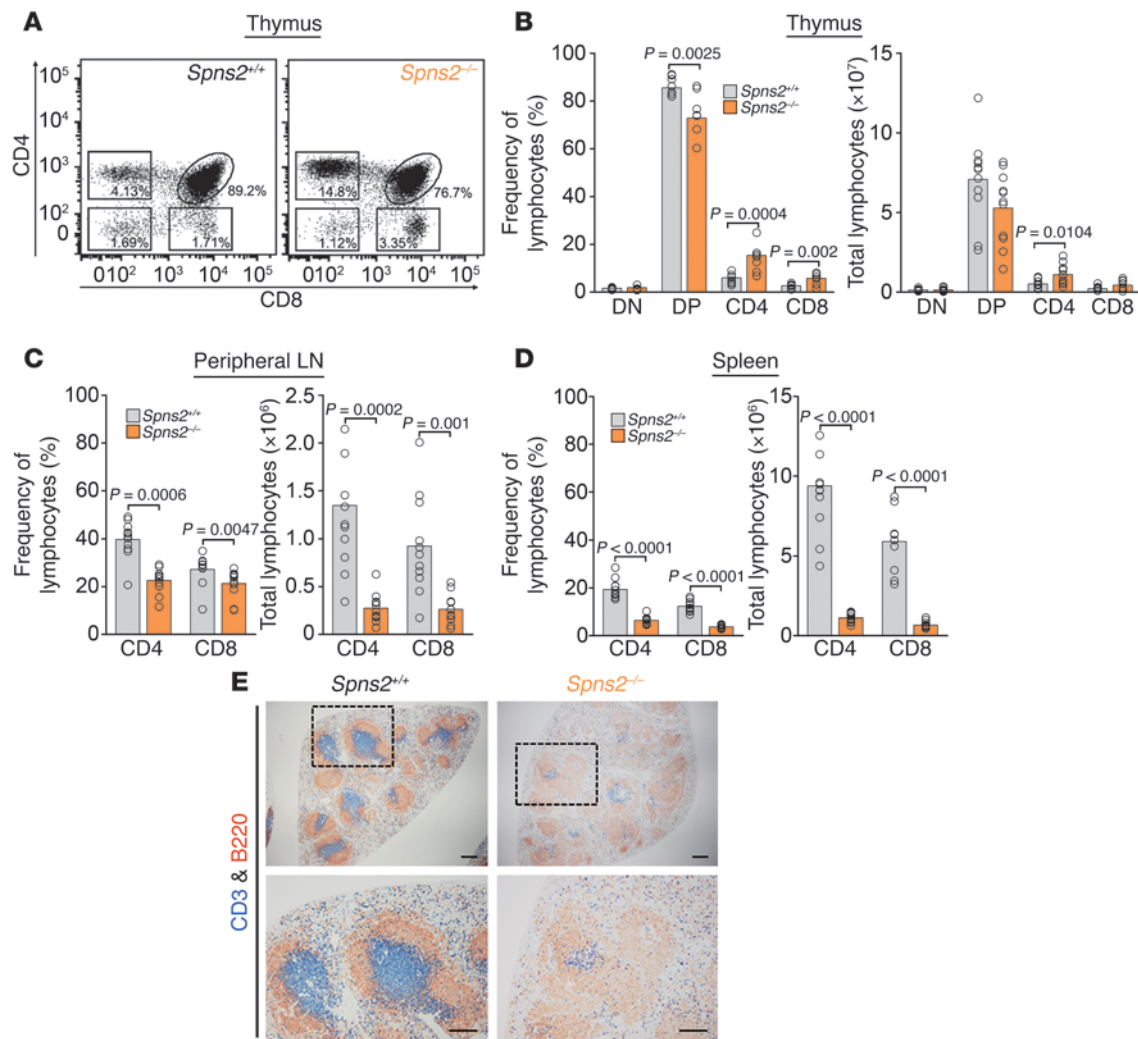 A Thymus
Spns2+/+ Spns2–/–
CD4
10⁵
10⁴
10³
10²
0
4.13% 89.2%
1.69% 1.71%
14.8% 76.7%
1.12% 3.35%
0 10² 10³ 10⁴ 10⁵ 0 10² 10³ 10⁴ 10⁵
CD8
B Thymus
Frequency of
lymphocytes (%)
100
80
60
40
20
0
P = 0.0025
Spns2+/+
Spns2–/–
P = 0.0004
P = 0.002
DN DP CD4 CD8
Total lymphocytes (×10⁷)
15
10
5
0
P = 0.0104
DN DP CD4 CD8
C Peripheral LN
Frequency of
lymphocytes (%)
100
80
60
40
20
0
Spns2+/+
Spns2–/–
P = 0.0006
P = 0.0047
CD4 CD8
Total lymphocytes (×10⁶)
2.5
2.0
1.5
1.0
0.5
0
P = 0.0002
P = 0.001
CD4 CD8
D Spleen
Frequency of
lymphocytes (%)
100
80
60
40
20
0
Spns2+/+
Spns2–/–
P < 0.0001
P < 0.0001
CD4 CD8
Total lymphocytes (×10⁶)
15
10
5
0
P < 0.0001
P < 0.0001
CD4 CD8
E Spns2+/+ Spns2–/–
CD3 & B220